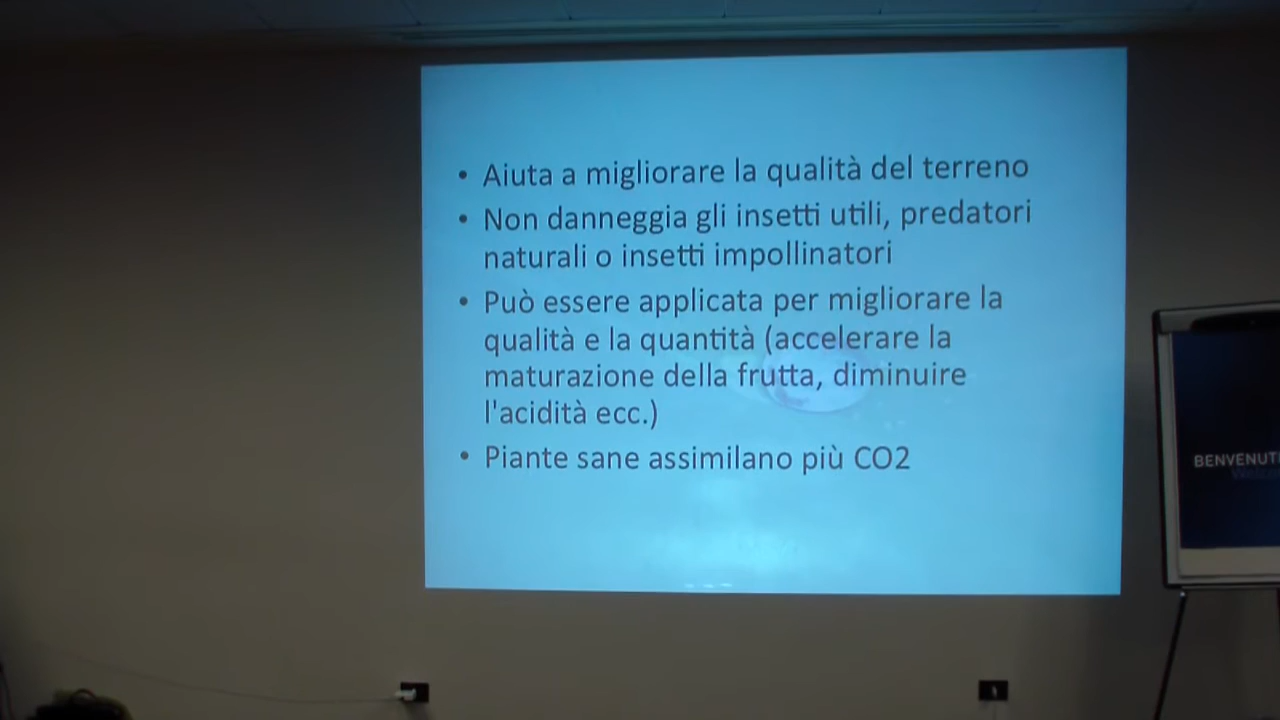 • Aiuta a migliorare la qualità del terreno
• Non danneggia gli insetti utili, predatori
naturali o insetti impollinatori
• Può essere applicata per migliorare la
qualità e la quantità (accelerare la
maturazione della frutta, diminuire
l'acidità ecc.)
• Piante sane assimilano più CO2